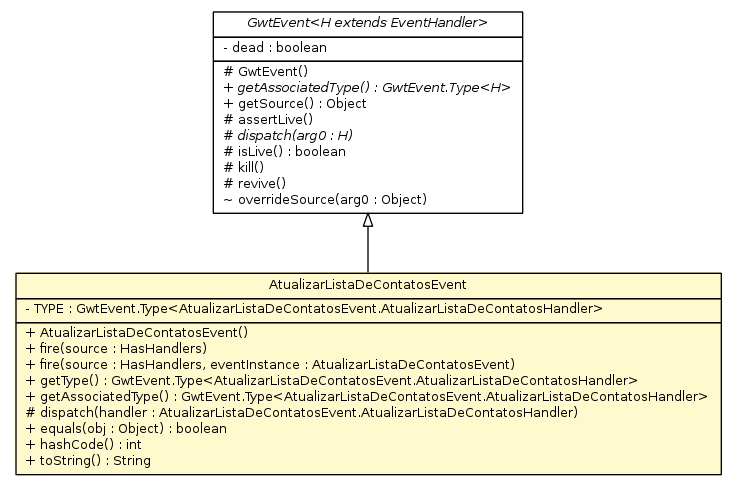 GwtEvent<H extends EventHandler>
- dead : boolean
# GwtEvent()
+ getAssociatedType() : GwtEvent.Type<H>
+ getSource() : Object
# assertLive()
# dispatch(arg0 : H)
# isLive() : boolean
# kill()
# revive()
~ overrideSource(arg0 : Object)
AtualizarListaDeContatosEvent
- TYPE : GwtEvent.Type<AtualizarListaDeContatosEvent.AtualizarListaDeContatosHandler>
+ AtualizarListaDeContatosEvent()
+ fire(source : HasHandlers)
+ fire(source : HasHandlers, eventInstance : AtualizarListaDeContatosEvent)
+ getType() : GwtEvent.Type<AtualizarListaDeContatosEvent.AtualizarListaDeContatosHandler>
+ getAssociatedType() : GwtEvent.Type<AtualizarListaDeContatosEvent.AtualizarListaDeContatosHandler>
# dispatch(handler : AtualizarListaDeContatosEvent.AtualizarListaDeContatosHandler)
+ equals(obj : Object) : boolean
+ hashCode() : int
+ toString() : String